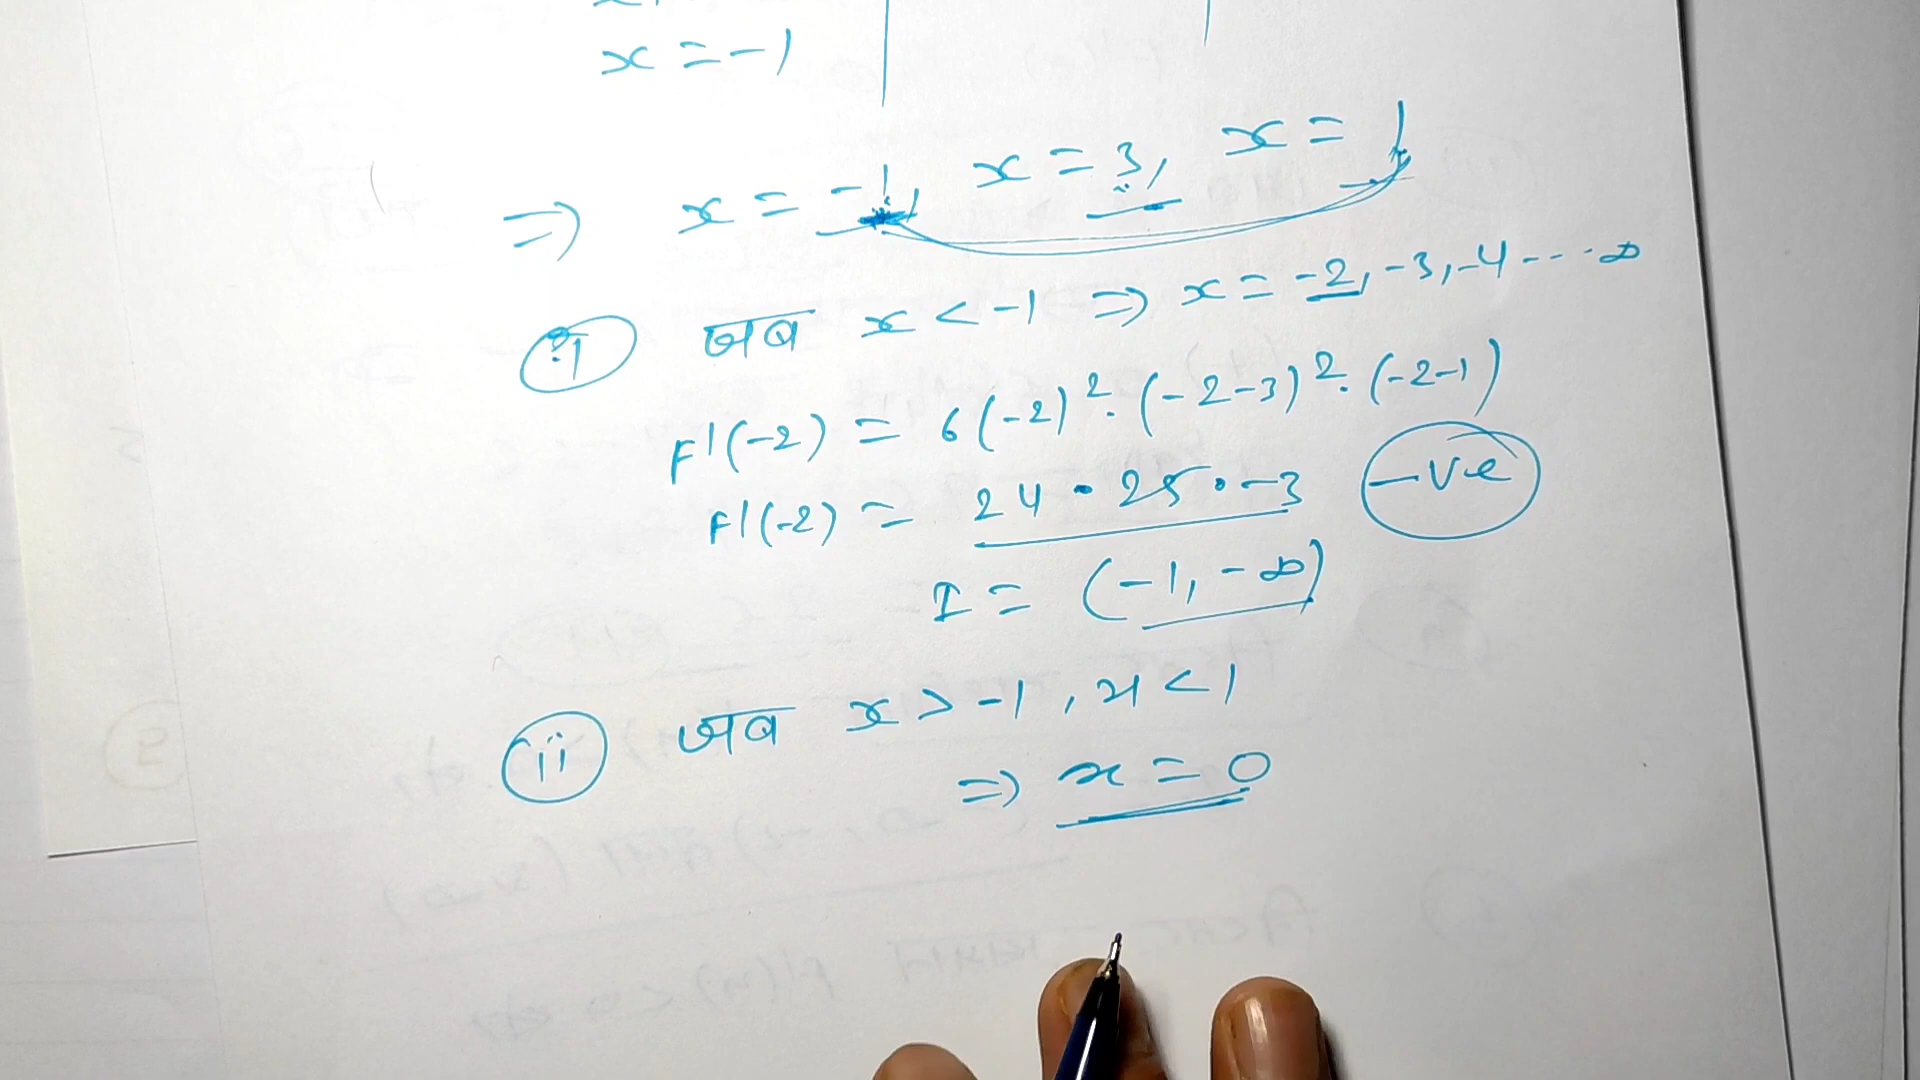 x = -1
⇒ x = -1, x = 3, x = 1
(i) जब x < -1 ⇒ x = -2, -3, -4 --- ∞
F'(-2) = 6(-2)². (-2-3)². (-2-1)
F'(-2) = 24 • 25 • -3 -ve
I = (-1, -∞)
(ii) जब x > -1, x < 1
⇒ x = 0